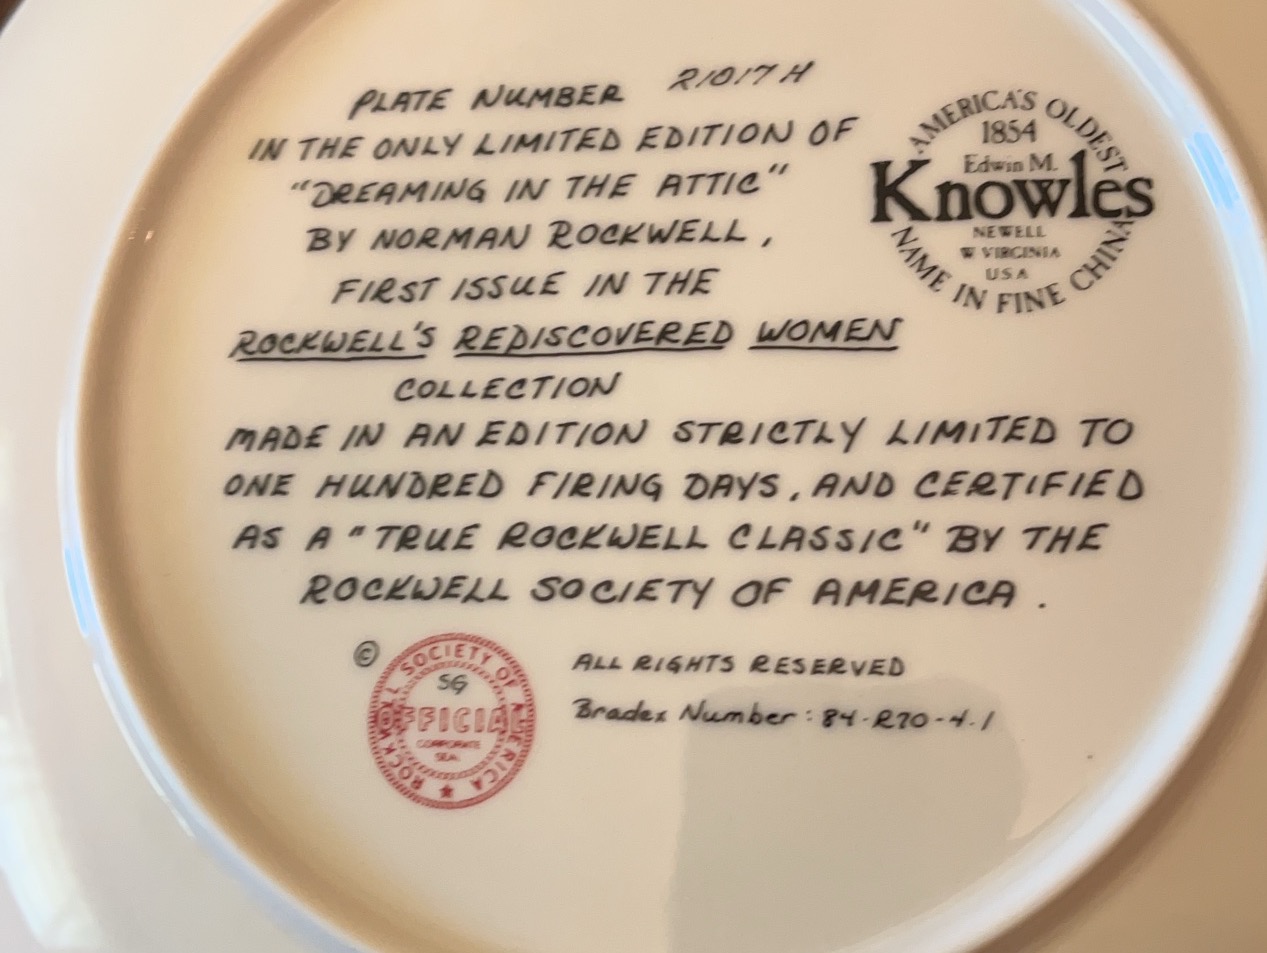 PLATE NUMBER 21017H
IN THE ONLY LIMITED EDITION OF
"DREAMING IN THE ATTIC"
BY NORMAN ROCKWELL,
FIRST ISSUE IN THE
ROCKWELL'S REDISCOVERED WOMEN
COLLECTION
MADE IN AN EDITION STRICTLY LIMITED TO
ONE HUNDRED FIRING DAYS, AND CERTIFIED
AS A "TRUE ROCKWELL CLASSIC" BY THE
ROCKWELL SOCIETY OF AMERICA.
AMERICA'S OLDEST
1854
Edwin M.
Knowles
NEWELL
W VIRGINIA
USA
NAME IN FINE CHINA
©
ROCKWELL SOCIETY OF AMERICA
SG
OFFICIAL
CORPORATE
SEAL
ALL RIGHTS RESERVED
Bradex Number: 84-R70-4.1